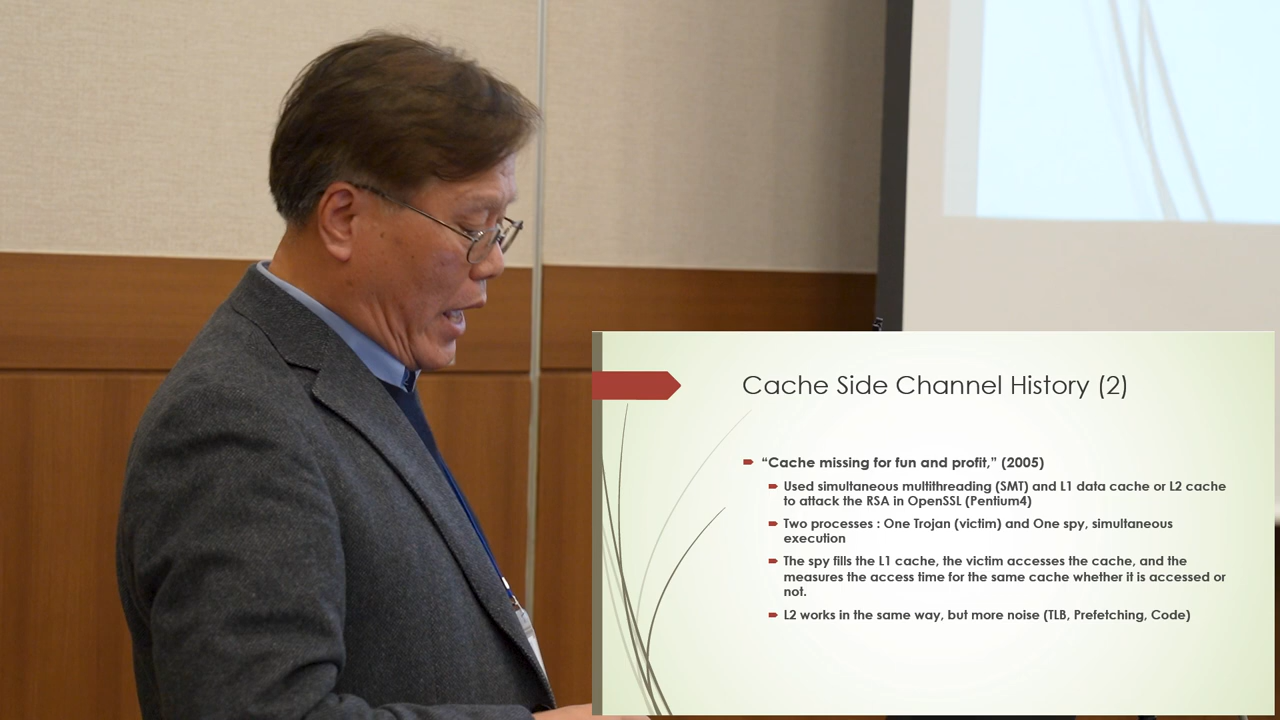 Cache Side Channel History (2)
“Cache missing for fun and profit,” (2005)
Used simultaneous multithreading (SMT) and L1 data cache or L2 cache
to attack the RSA in OpenSSL (Pentium4)
Two processes : One Trojan (victim) and One spy, simultaneous
execution
The spy fills the L1 cache, the victim accesses the cache, and the
measures the access time for the same cache whether it is accessed or
not.
L2 works in the same way, but more noise (TLB, Prefetching, Code)